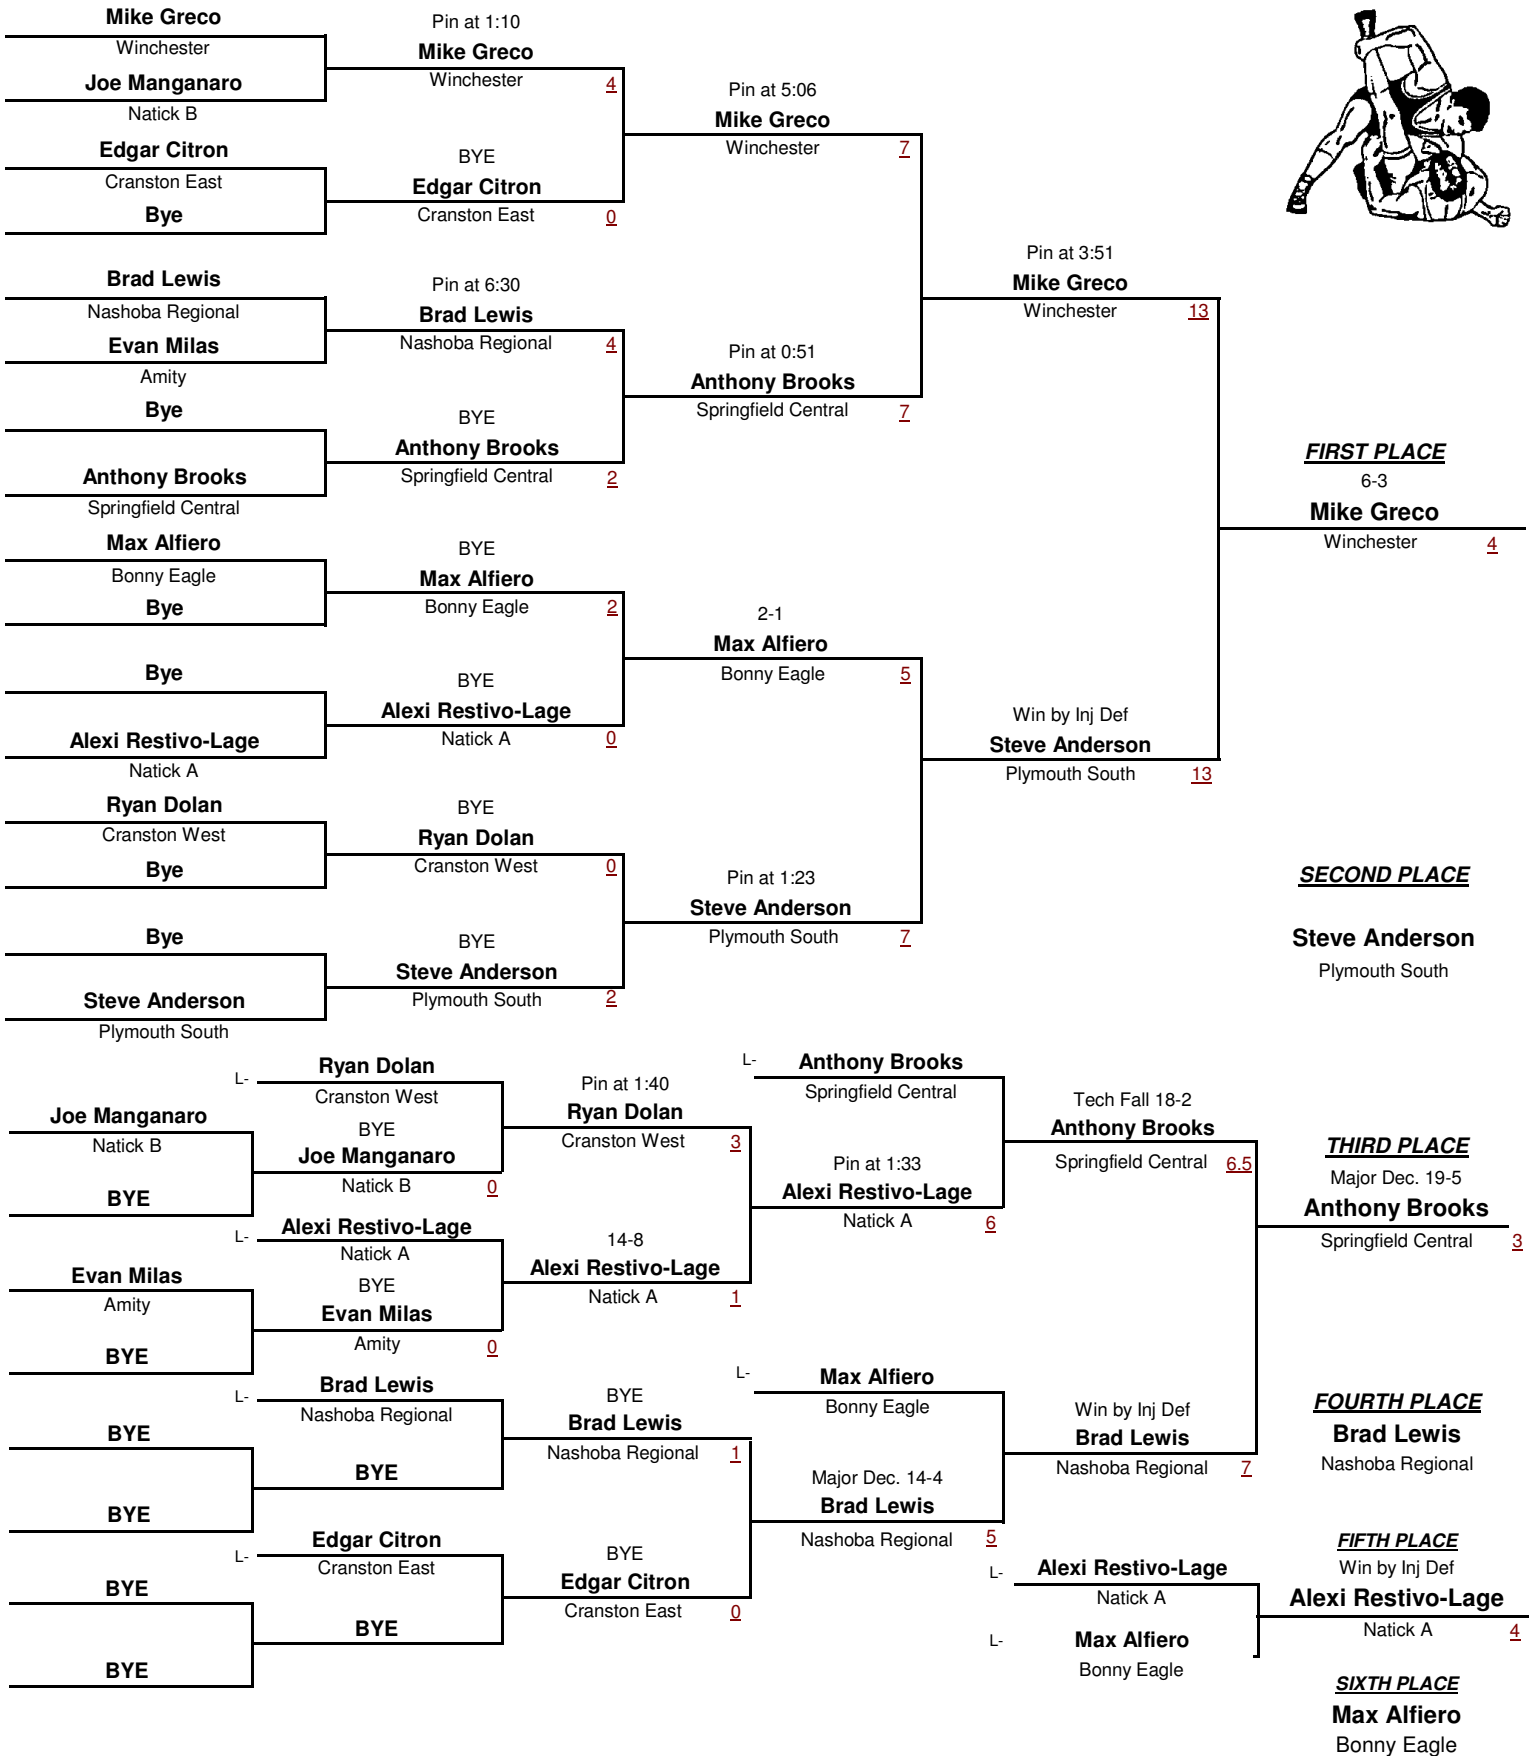 Mike Greco
Winchester
Joe Manganaro
Natick B
Edgar Citron
Cranston East
Bye
Brad Lewis
Nashoba Regional
Evan Milas
Amity
Bye
Anthony Brooks
Springfield Central
Max Alfiero
Bonny Eagle
Bye
Bye
Alexi Restivo-Lage
Natick A
Ryan Dolan
Cranston West
Bye
Bye
Steve Anderson
Plymouth South
Pin at 1:10
Mike Greco
Winchester 4
BYE
Edgar Citron
Cranston East 0
Pin at 6:30
Brad Lewis
Nashoba Regional 4
BYE
Anthony Brooks
Springfield Central 2
BYE
Max Alfiero
Bonny Eagle 2
BYE
Alexi Restivo-Lage
Natick A 0
BYE
Ryan Dolan
Cranston West 0
BYE
Steve Anderson
Plymouth South 2
Pin at 5:06
Mike Greco
Winchester 7
Pin at 0:51
Anthony Brooks
Springfield Central 7
2-1
Max Alfiero
Bonny Eagle 5
Pin at 1:23
Steve Anderson
Plymouth South 7
Pin at 3:51
Mike Greco
Winchester 13
Win by Inj Def
Steve Anderson
Plymouth South 13
FIRST PLACE
6-3
Mike Greco
Winchester 4
SECOND PLACE
Steve Anderson
Plymouth South
Joe Manganaro
Natick B
BYE
Evan Milas
Amity
BYE
BYE
BYE
BYE
BYE
L- Ryan Dolan
Cranston West
BYE
Joe Manganaro
Natick B 0
L- Alexi Restivo-Lage
Natick A
BYE
Evan Milas
Amity 0
L- Brad Lewis
Nashoba Regional
BYE
L- Edgar Citron
Cranston East
BYE
Pin at 1:40
Ryan Dolan
Cranston West 3
14-8
Alexi Restivo-Lage
Natick A 1
BYE
Brad Lewis
Nashoba Regional 1
BYE
Edgar Citron
Cranston East 0
L- Anthony Brooks
Springfield Central
Pin at 1:33
Alexi Restivo-Lage
Natick A 6
L- Max Alfiero
Bonny Eagle
Major Dec. 14-4
Brad Lewis
Nashoba Regional 5
Tech Fall 18-2
Anthony Brooks
Springfield Central 6.5
Win by Inj Def
Brad Lewis
Nashoba Regional 7
L- Alexi Restivo-Lage
Natick A
L- Max Alfiero
Bonny Eagle
THIRD PLACE
Major Dec. 19-5
Anthony Brooks
Springfield Central 3
FOURTH PLACE
Brad Lewis
Nashoba Regional
FIFTH PLACE
Win by Inj Def
Alexi Restivo-Lage
Natick A 4
SIXTH PLACE
Max Alfiero
Bonny Eagle